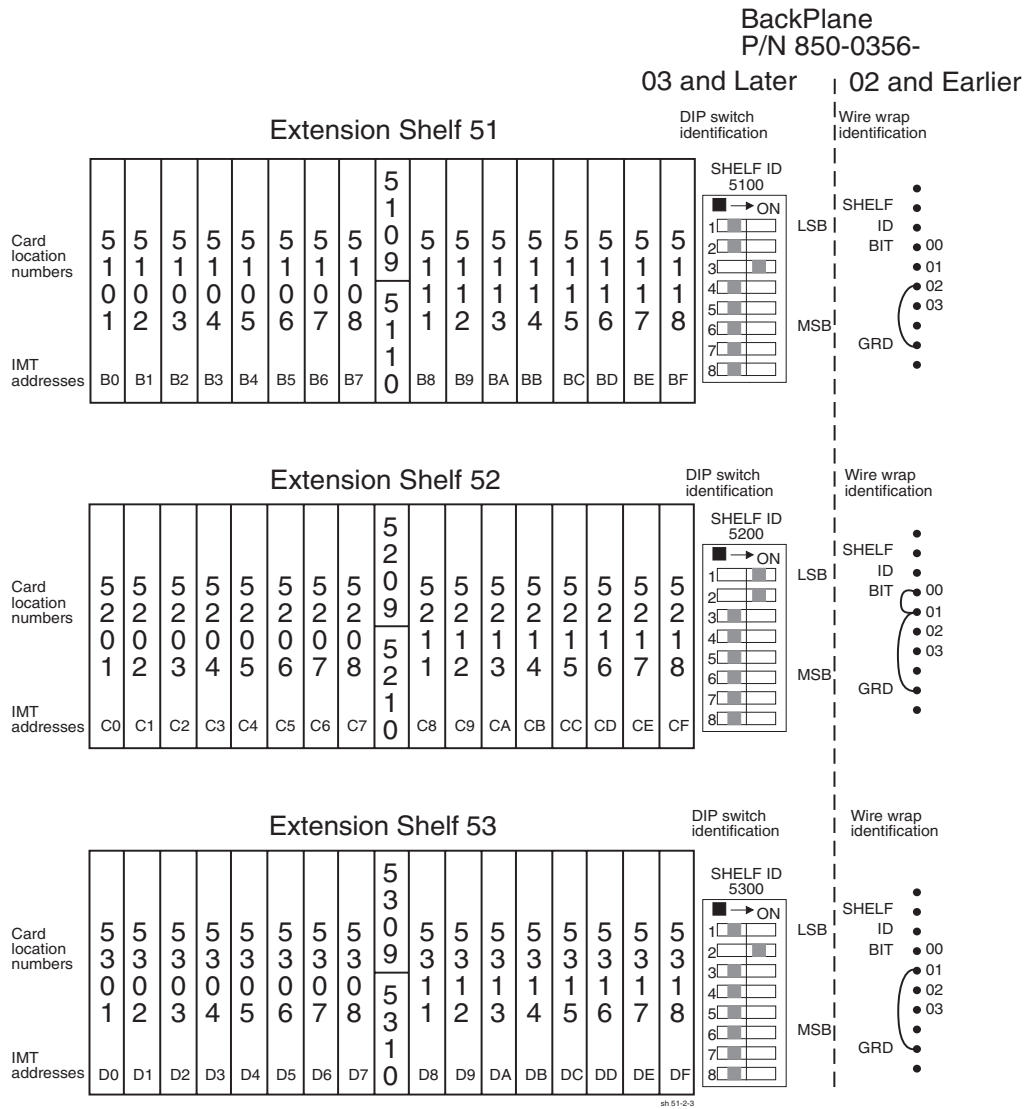 BackPlane
P/N 850-0356-
03 and Later
02 and Earlier
Extension Shelf 51
DIP switch
identification
Wire wrap
identification
Card
location
numbers
5101 5102 5103 5104 5105 5106 5107 5108 5109 5110 5111 5112 5113 5114 5115 5116 5117 5118
IMT
addresses
B0 B1 B2 B3 B4 B5 B6 B7 B8 B9 BA BB BC BD BE BF
SHELF ID
5100
ON
1
2
3
4
5
6
7
8
LSB
MSB
SHELF
ID
BIT
00
01
02
03
GRD
Extension Shelf 52
DIP switch
identification
Wire wrap
identification
Card
location
numbers
5201 5202 5203 5204 5205 5206 5207 5208 5209 5210 5211 5212 5213 5214 5215 5216 5217 5218
IMT
addresses
C0 C1 C2 C3 C4 C5 C6 C7 C8 C9 CA CB CC CD CE CF
SHELF ID
5200
ON
1
2
3
4
5
6
7
8
LSB
MSB
SHELF
ID
BIT
00
01
02
03
GRD
Extension Shelf 53
DIP switch
identification
Wire wrap
identification
Card
location
numbers
5301 5302 5303 5304 5305 5306 5307 5308 5309 5310 5311 5312 5313 5314 5315 5316 5317 5318
IMT
addresses
D0 D1 D2 D3 D4 D5 D6 D7 D8 D9 DA DB DC DD DE DF
SHELF ID
5300
ON
1
2
3
4
5
6
7
8
LSB
MSB
SHELF
ID
BIT
00
01
02
03
GRD
sh 51-2-3